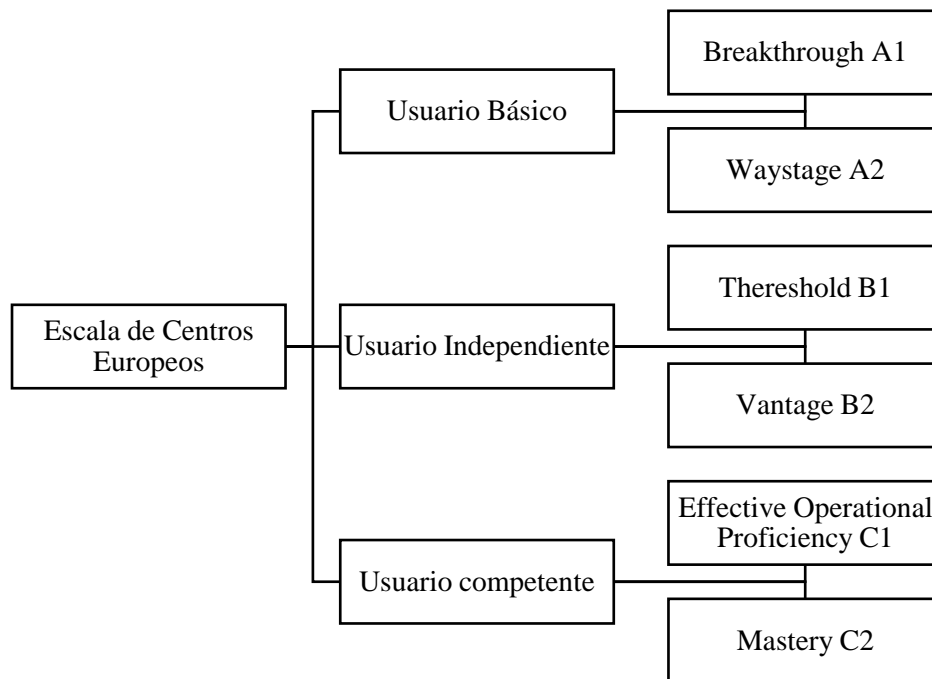 Escala de Centros
Europeos
Usuario Básico
Breakthrough A1
Waystage A2
Usuario Independiente
Thereshold B1
Vantage B2
Usuario competente
Effective Operational
Proficiency C1
Mastery C2